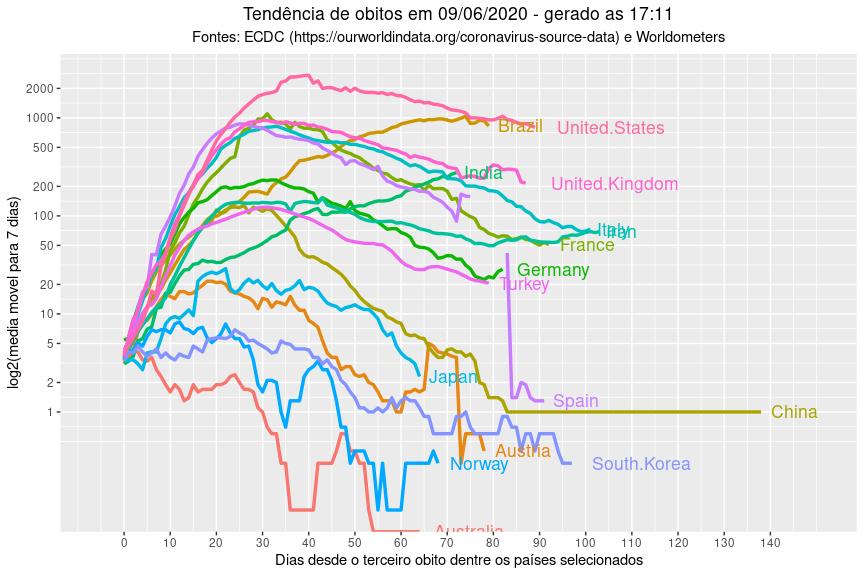 Tendência de obitos em 09/06/2020 - gerado as 17:11
Fontes: ECDC (https://ourworldindata.org/coronavirus-source-data) e Worldometers
log2(media movel para 7 dias)
2000
1000
500
200
100
50
20
10
5
2
1
Brazil
United.States
India
United.Kingdom
Italy
Iran
France
Germany
Turkey
Japan
Spain
China
Austria
Norway
South.Korea
Australia
0 10 20 30 40 50 60 70 80 90 100 110 120 130 140
Dias desde o terceiro obito dentre os países selecionados